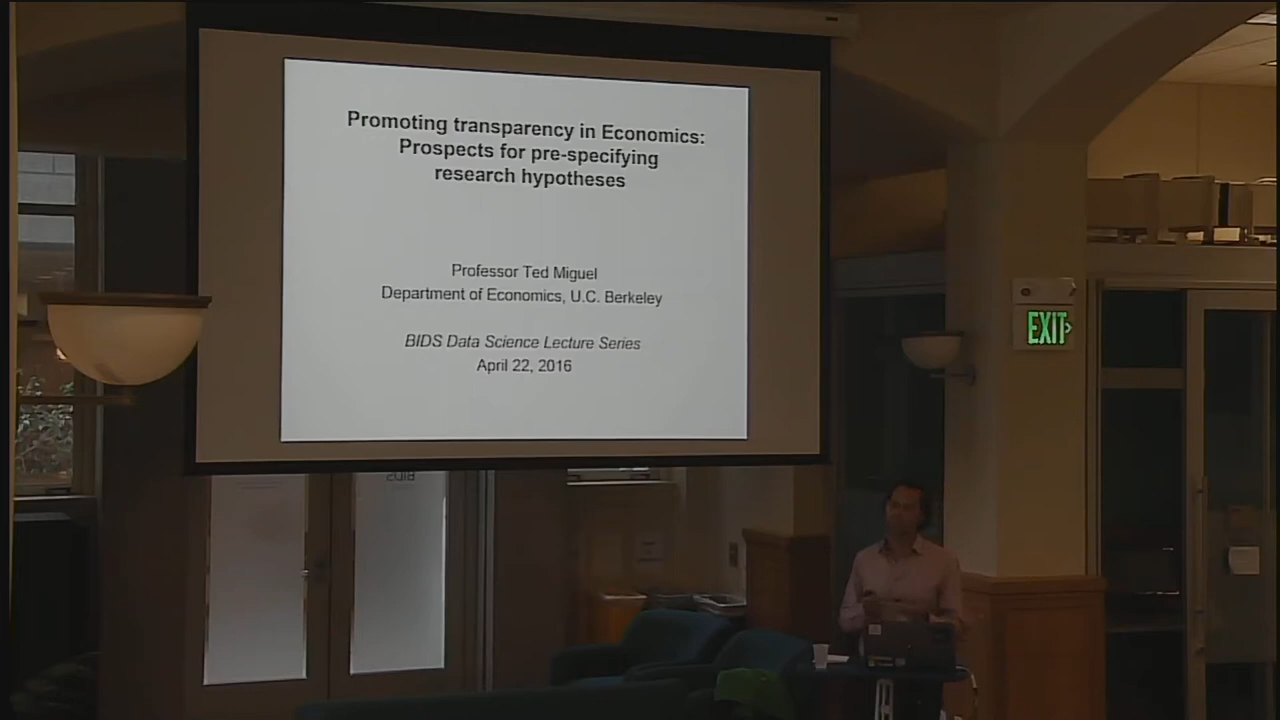 Promoting transparency in Economics:
Prospects for pre-specifying
research hypotheses
Professor Ted Miguel
Department of Economics, U.C. Berkeley
BIDS Data Science Lecture Series
April 22, 2016
EXIT